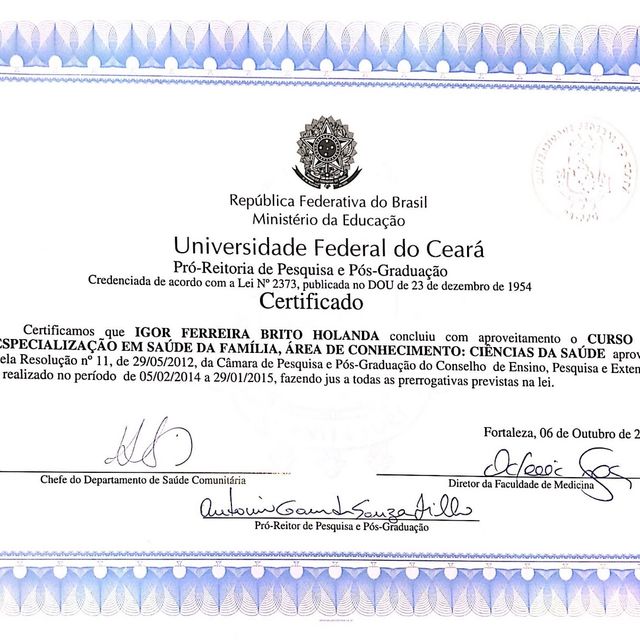 República Federativa do Brasil
Ministério da Educação
Universidade Federal do Ceará
Pró-Reitoria de Pesquisa e Pós-Graduação
Credenciada de acordo com a Lei Nº 2373, publicada no DOU de 23 de dezembro de 1954
Certificado
Certificamos que IGOR FERREIRA BRITO HOLANDA concluiu com aproveitamento o CURSO
ESPECIALIZAÇÃO EM SAÚDE DA FAMÍLIA, ÁREA DE CONHECIMENTO: CIÊNCIAS DA SAÚDE aprov
ela Resolução nº 11, de 29/05/2012, da Câmara de Pesquisa e Pós-Graduação do Conselho de Ensino, Pesquisa e Exten
realizado no período de 05/02/2014 a 29/01/2015, fazendo jus a todas as prerrogativas previstas na lei.
Fortaleza, 06 de Outubro de 2
Chefe do Departamento de Saúde Comunitária
Diretor da Faculdade de Medicina
Pró-Reitor de Pesquisa e Pós-Graduação